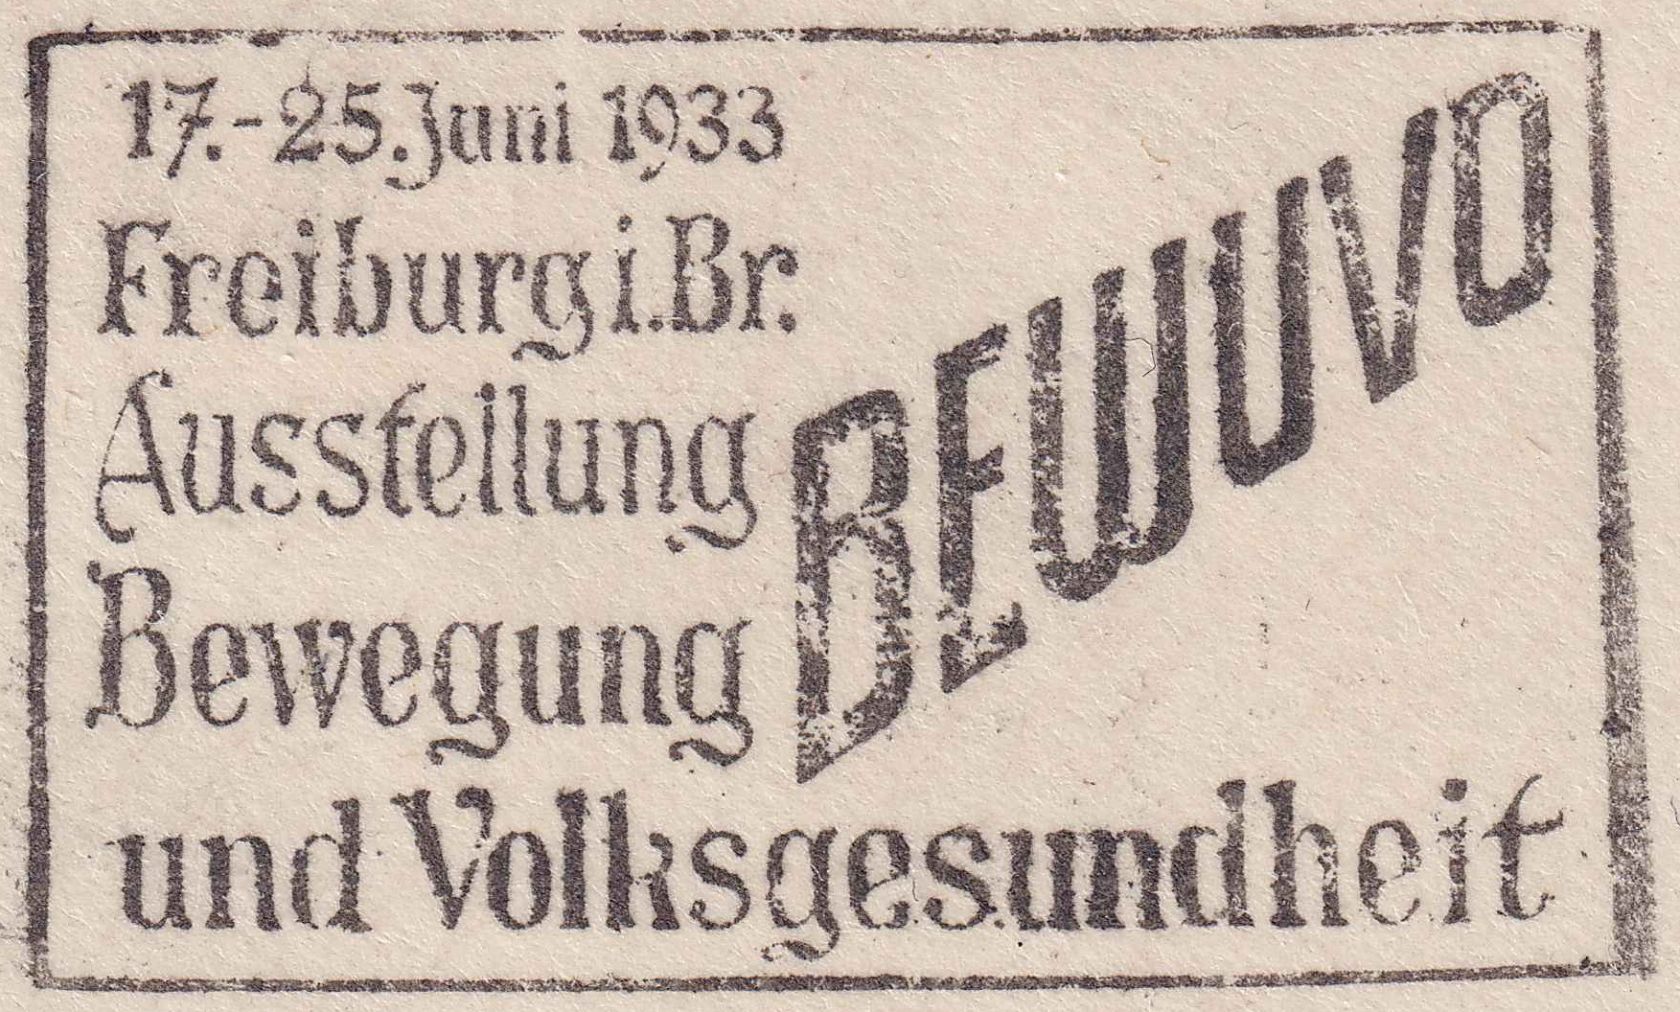 17.-25. Juni 1933
Freiburg i. Br.
Ausstellung
Bewegung
und Volksgesundheit
BEWUVO